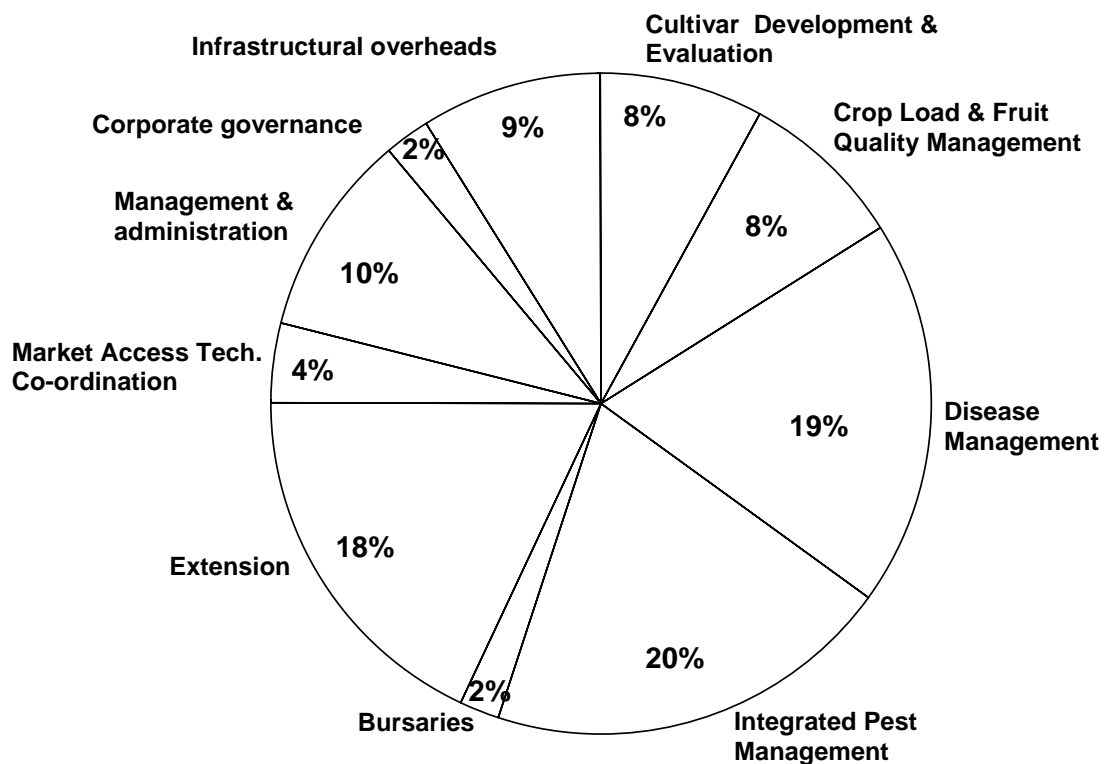 Cultivar Development &
Evaluation
8%
Crop Load & Fruit
Quality Management
8%
Disease
Management
19%
Integrated Pest
Management
20%
Bursaries
2%
Extension
18%
Market Access Tech.
Co-ordination
4%
Management &
administration
10%
Corporate governance
2%
Infrastructural overheads
9%